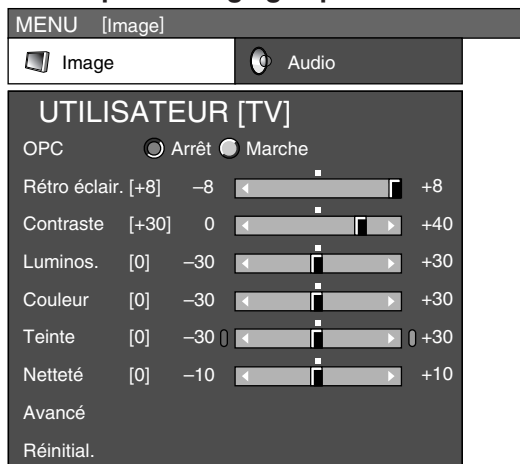 MENU [Image]
Image Audio
UTILISATEUR [TV]
OPC Arrêt Marche
Rétro éclair. [+8] –8 +8
Contraste [+30] 0 +40
Luminos. [0] –30 +30
Couleur [0] –30 +30
Teinte [0] –30 +30
Netteté [0] –10 +10
Avancé
Réinitial.